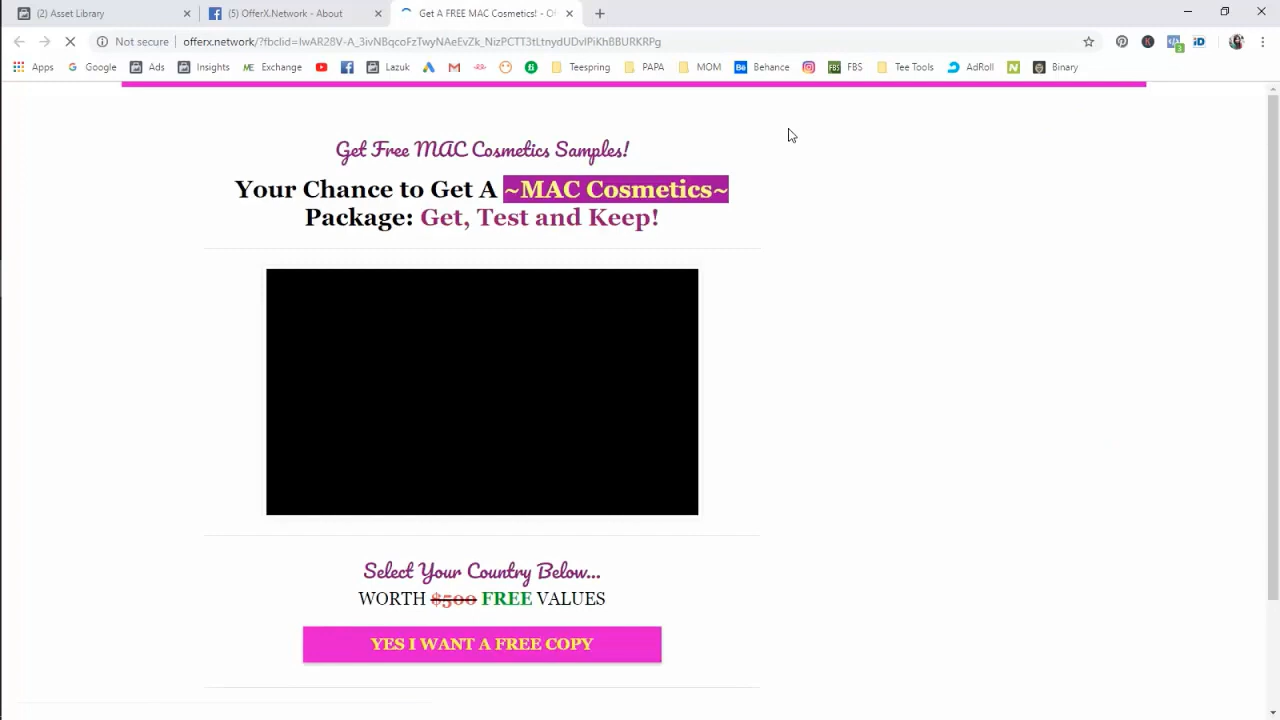 (2) Asset Library
(5) OfferX.Network - About
Get A FREE MAC Cosmetics! - Of
Not secure
offerx.network/?fbclid=IwAR28V-A_3ivNBqcoFzTwyNAeEvZk_NizPCTT3tLtnydUDvlPiKhBBURKRPg
Apps
Google
Ads
Insights
Exchange
Lazuk
Teespring
PAPA
MOM
Behance
FBS
Tee Tools
AdRoll
Binary
Get Free MAC Cosmetics Samples!
Your Chance to Get A ~MAC Cosmetics~
Package: Get, Test and Keep!
Select Your Country Below...
WORTH $500 FREE VALUES
YES I WANT A FREE COPY